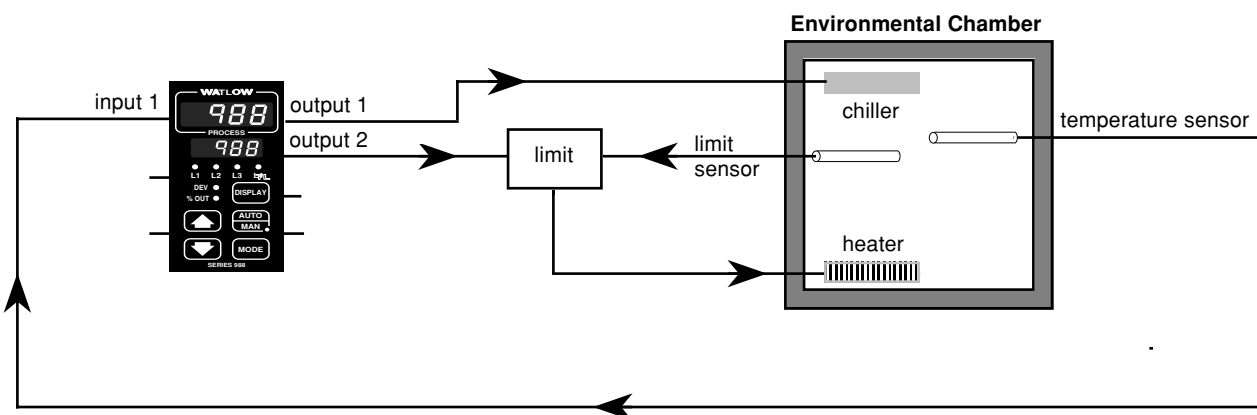 Environmental Chamber
input 1
WATLOW
988
PROCESS
988
L1 L2 L3
DEV
% OUT
DISPLAY
AUTO
MAN
MODE
SERIES 988
output 1
output 2
limit
limit
sensor
chiller
heater
temperature sensor